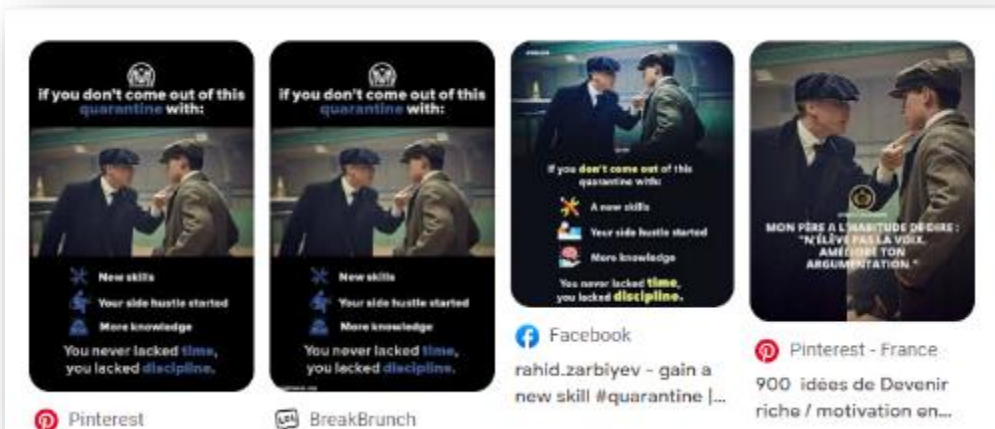 if you don't come out of this
quarantine with:
New skills
Your side hustle started
More knowledge
You never lacked time,
you lacked discipline.
Pinterest
if you don't come out of this
quarantine with:
New skills
Your side hustle started
More knowledge
You never lacked time,
you lacked discipline.
LOL
BreakBrunch
If you don't come out of this
quarantine with:
A new skills
Your side hustle started
More knowledge
You never lacked time,
you lacked discipline.
Facebook
rahid.zarbiyev - gain a
new skill #quarantine |...
MON PÈRE A L'HABITUDE DE DIRE :
"N'ÉLÈVE PAS LA VOIX.
AMÉLIORE TON
ARGUMENTATION."
Pinterest - France
900 idées de Devenir
riche / motivation en...